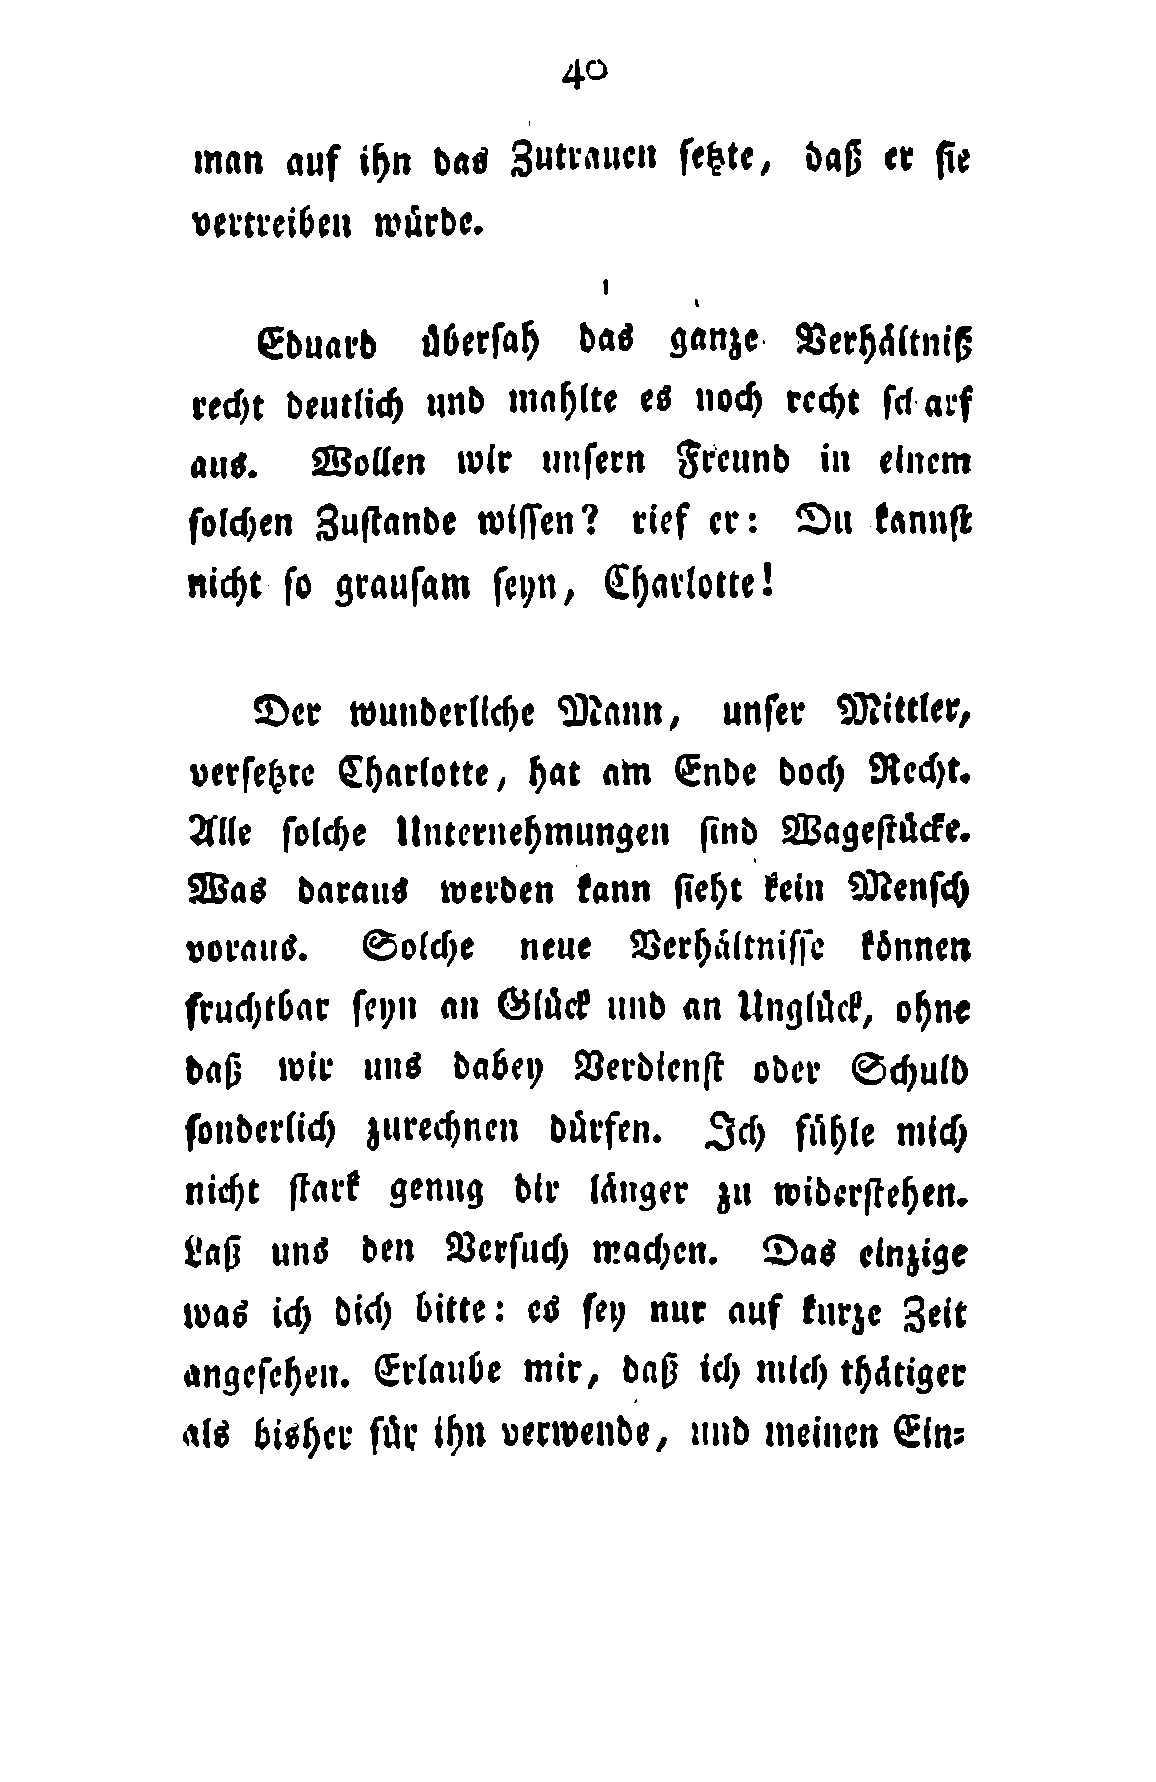 40
man auf ihn das Zutrauen setzte, daß er sie
vertreiben würde.
Eduard übersah das ganze Verhältniß
recht deutlich und mahlte es noch recht scharf
aus. Wollen wir unsern Freund in einem
solchen Zustande wissen? rief er: Du kannst
nicht so grausam seyn, Charlotte!
Der wunderliche Mann, unser Mittler,
versetzte Charlotte, hat am Ende doch Recht.
Alle solche Unternehmungen sind Wagestücke.
Was daraus werden kann sieht kein Mensch
voraus. Solche neue Verhältnisse können
fruchtbar seyn an Glück und an Unglück, ohne
daß wir uns dabey Verdienst oder Schuld
sonderlich zurechnen dürfen. Ich fühle mich
nicht stark genug dir länger zu widerstehen.
Laß uns den Versuch machen. Das einzige
was ich dich bitte: es sey nur auf kurze Zeit
angesehen. Erlaube mir, daß ich mich thätiger
als bisher für ihn verwende, und meinen Ein=